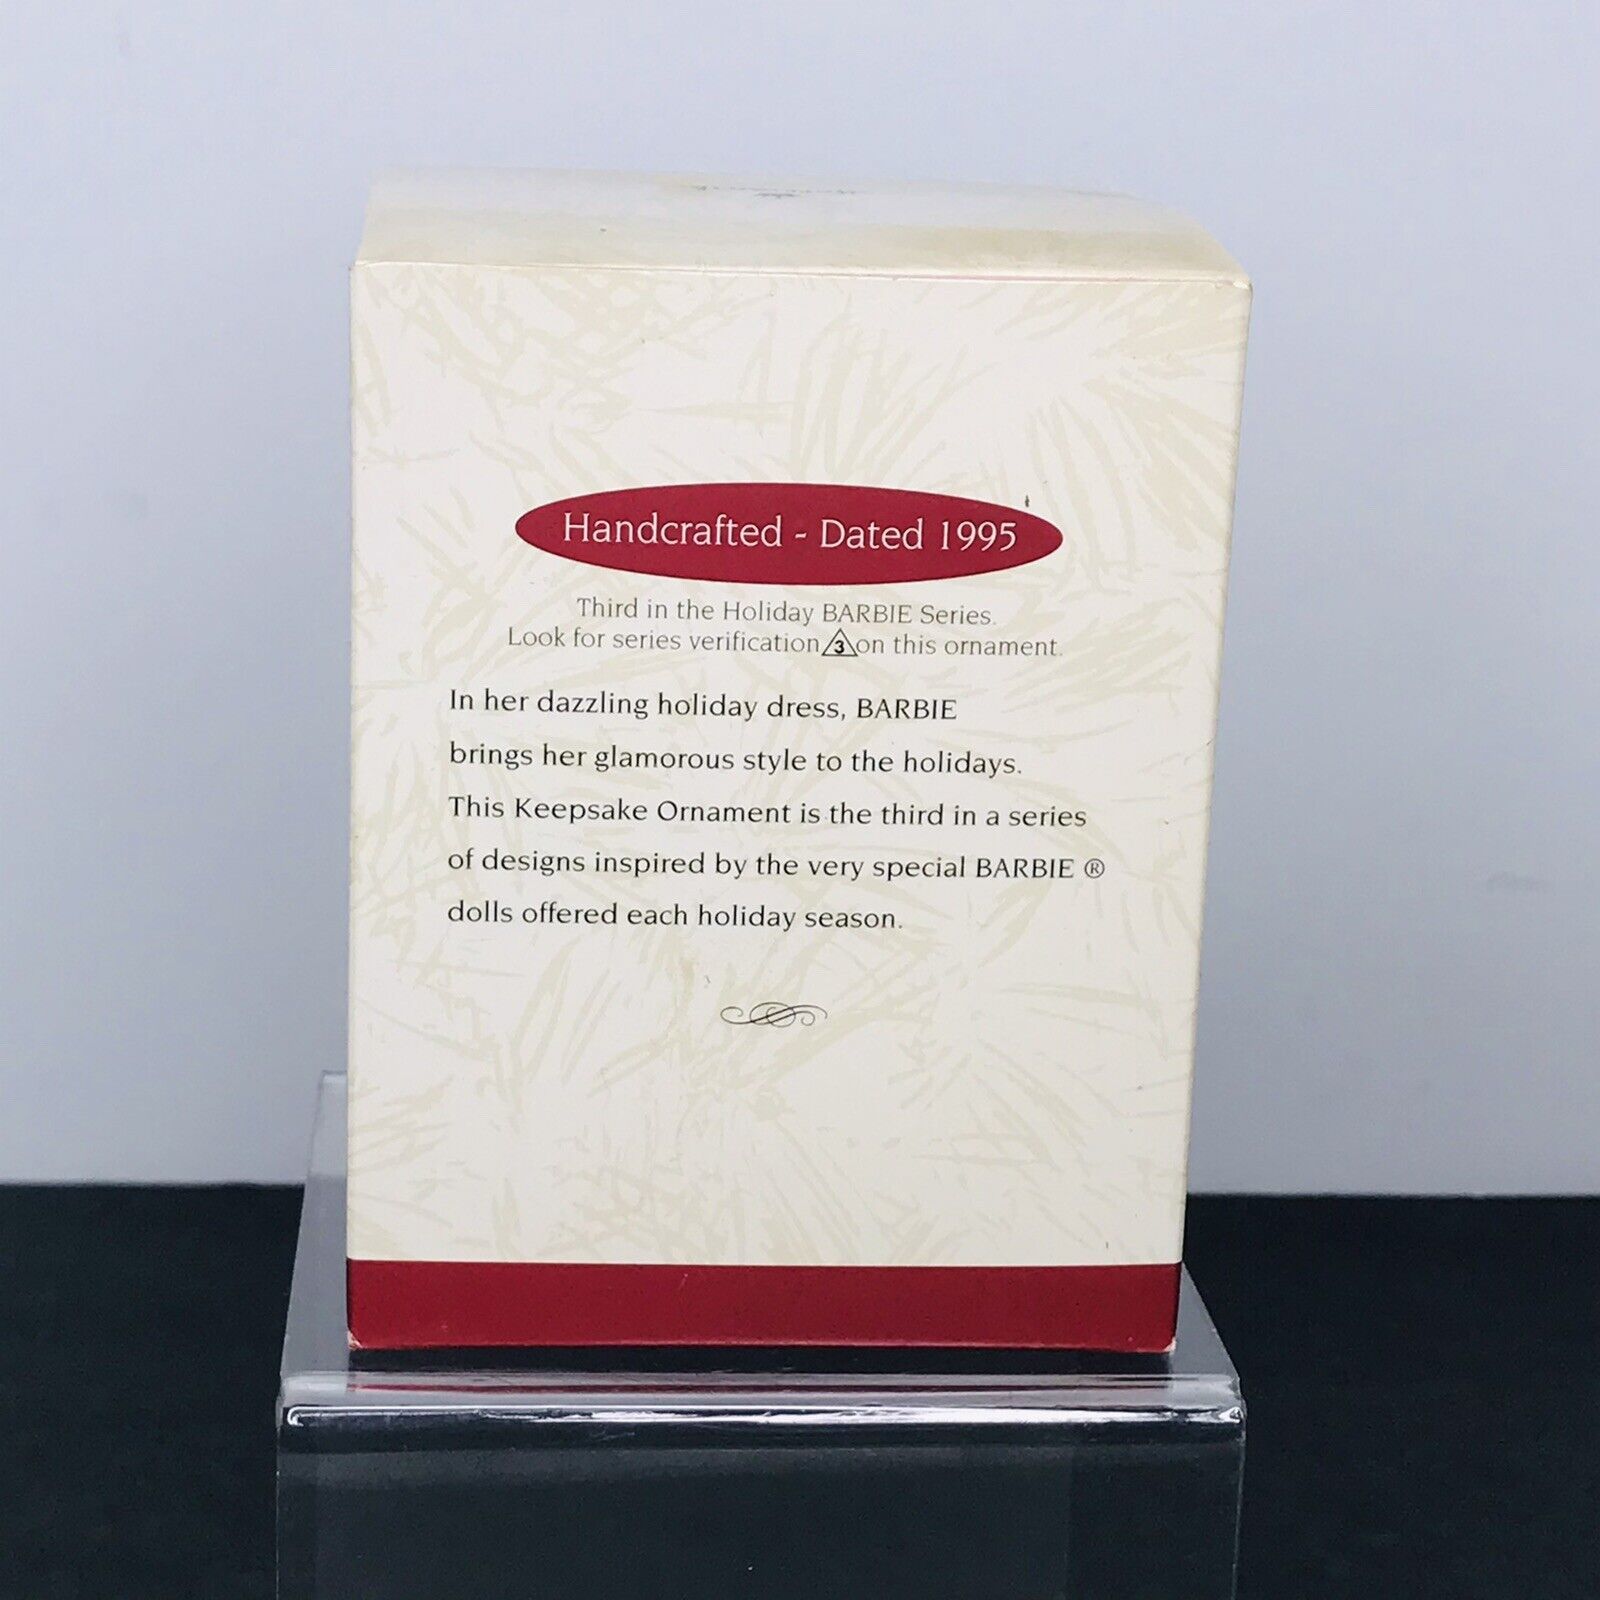 Handcrafted - Dated 1995
Third in the Holiday BARBIE Series.
Look for series verification 3 on this ornament.
In her dazzling holiday dress, BARBIE
brings her glamorous style to the holidays.
This Keepsake Ornament is the third in a series
of designs inspired by the very special BARBIE ®
dolls offered each holiday season.